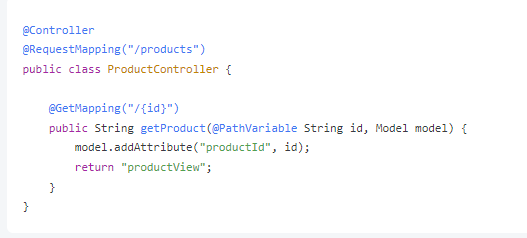 @Controller
@RequestMapping("/products")
public class ProductController {
@GetMapping("/{id}")
public String getProduct(@PathVariable String id, Model model) {
model.addAttribute("productId", id);
return "productView";
}
}